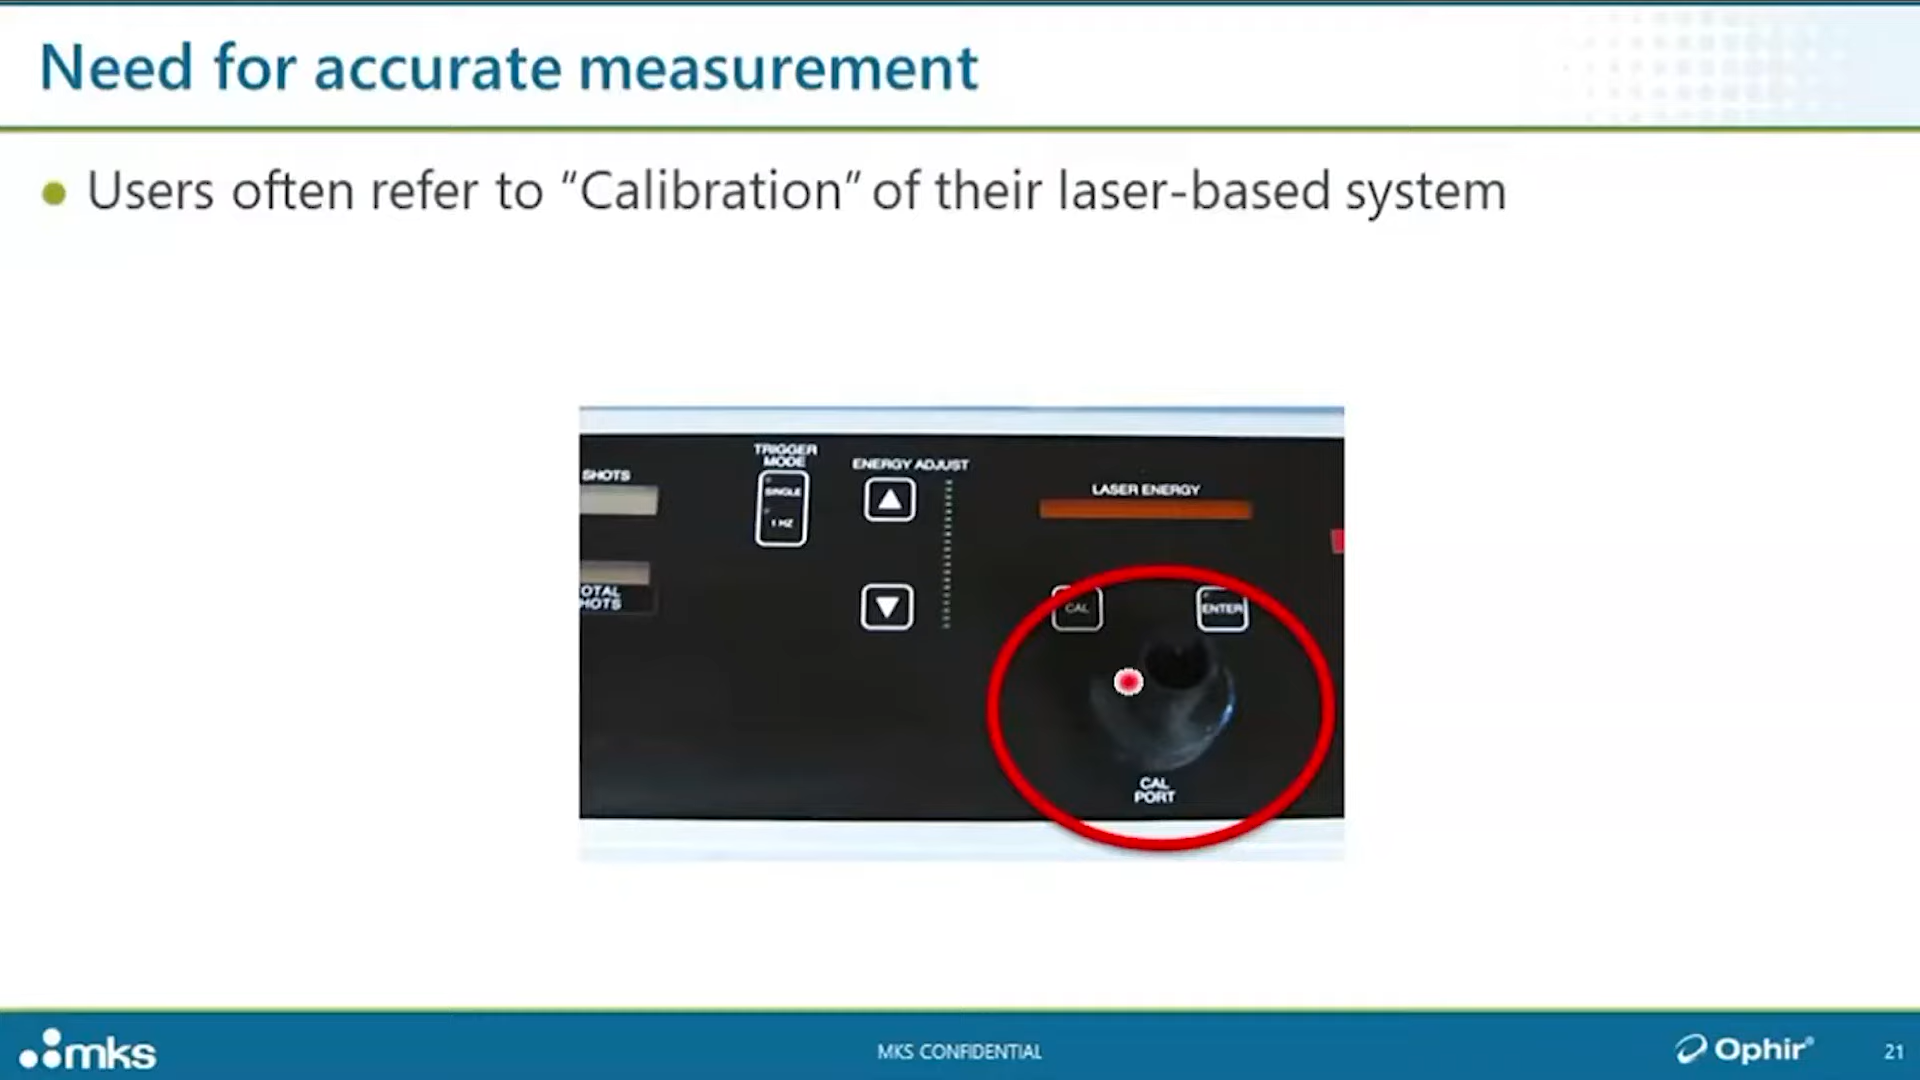 Need for accurate measurement
Users often refer to “Calibration” of their laser-based system
SHOTS
TRIGGER
MODE
SINGLE
1 HZ
ENERGY ADJUST
LASER ENERGY
OTAL
HOTS
CAL
ENTER
CAL
PORT
mks
MKS CONFIDENTIAL
Ophir®
21